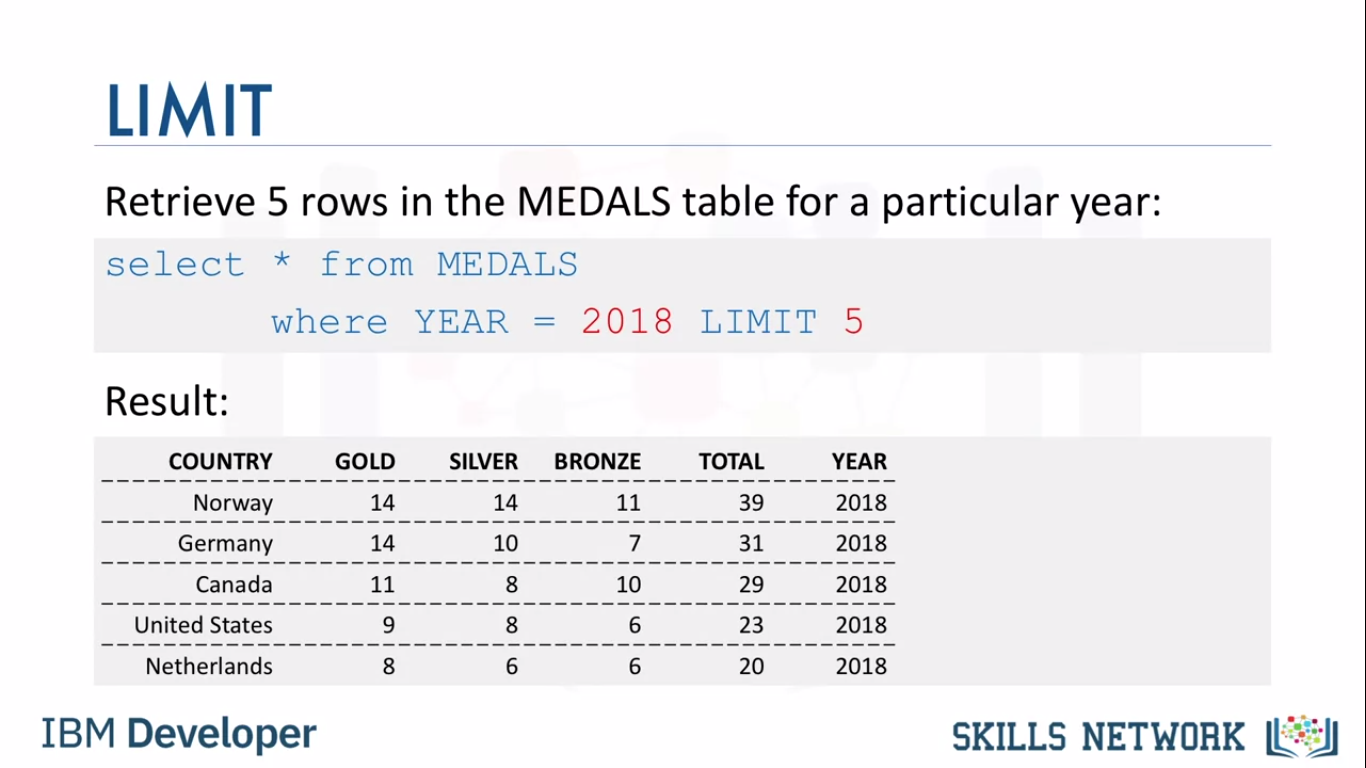 LIMIT
Retrieve 5 rows in the MEDALS table for a particular year:
select * from MEDALS
where YEAR = 2018 LIMIT 5
Result:
COUNTRY GOLD SILVER BRONZE TOTAL YEAR
Norway 14 14 11 39 2018
Germany 14 10 7 31 2018
Canada 11 8 10 29 2018
United States 9 8 6 23 2018
Netherlands 8 6 6 20 2018
IBM Developer
SKILLS NETWORK